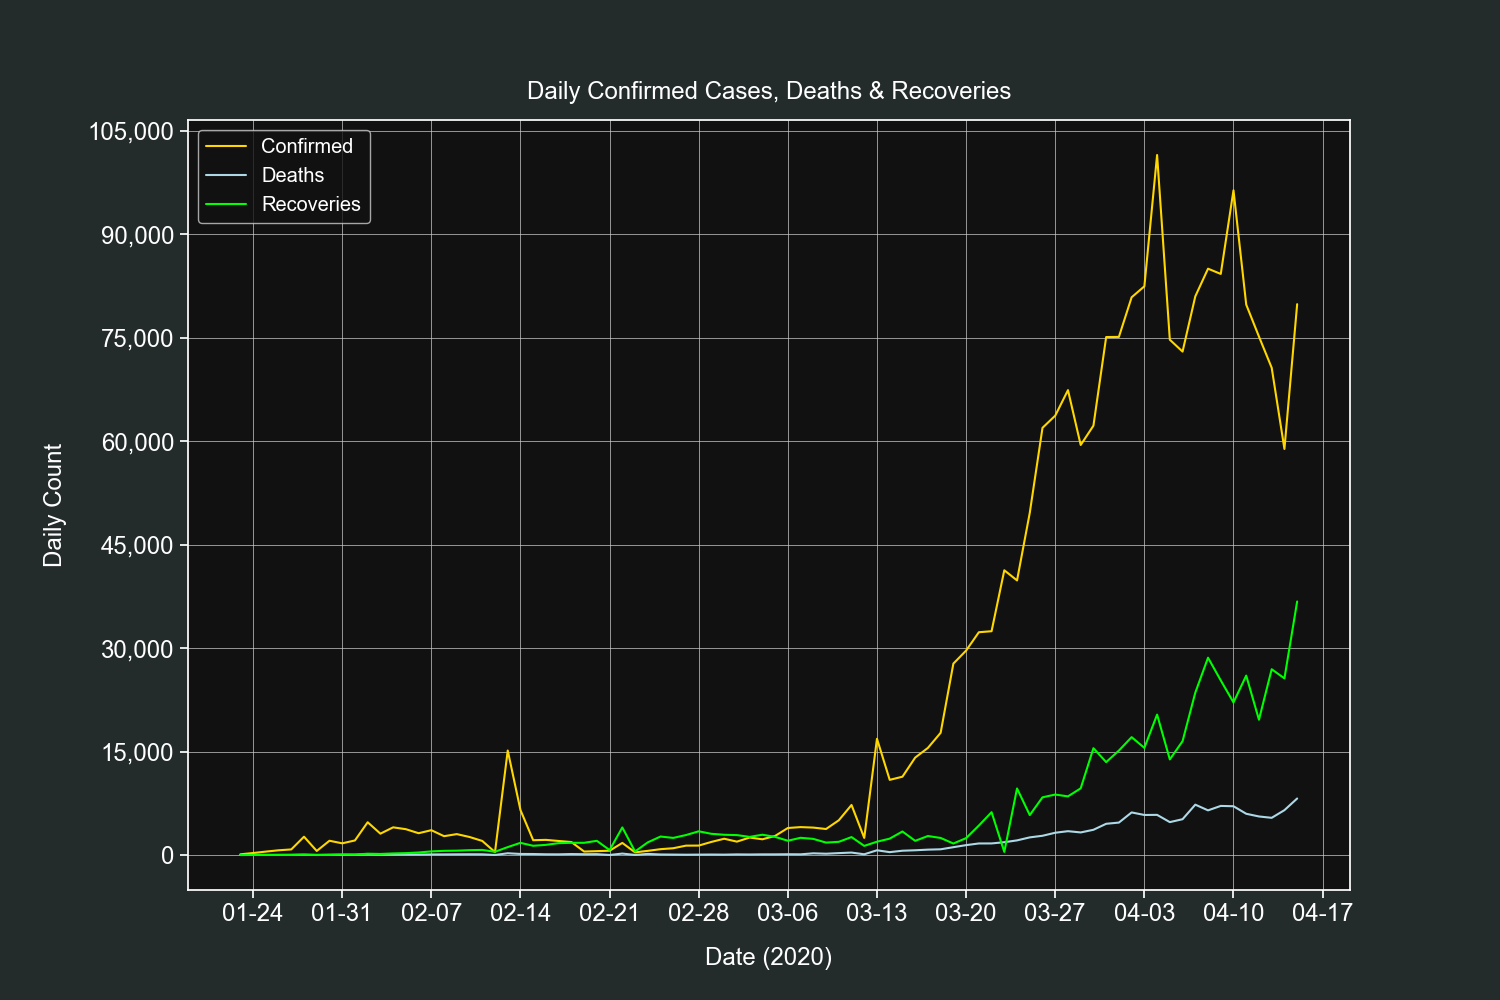 Daily Confirmed Cases, Deaths & Recoveries
Confirmed
Deaths
Recoveries
105,000
90,000
75,000
60,000
45,000
30,000
15,000
0
Daily Count
01-24 01-31 02-07 02-14 02-21 02-28 03-06 03-13 03-20 03-27 04-03 04-10 04-17
Date (2020)